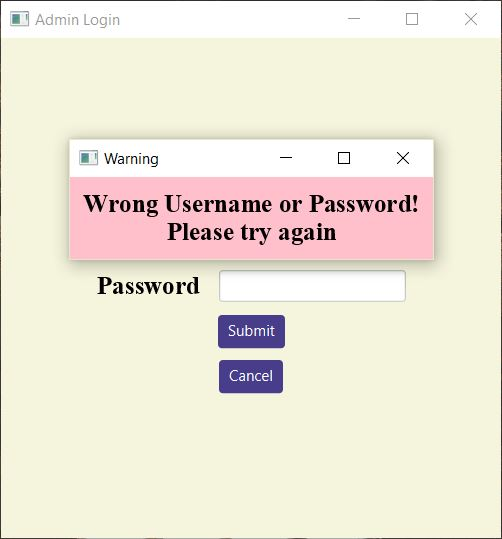 Admin Login
Warning
Wrong Username or Password!
Please try again
Password
Submit
Cancel